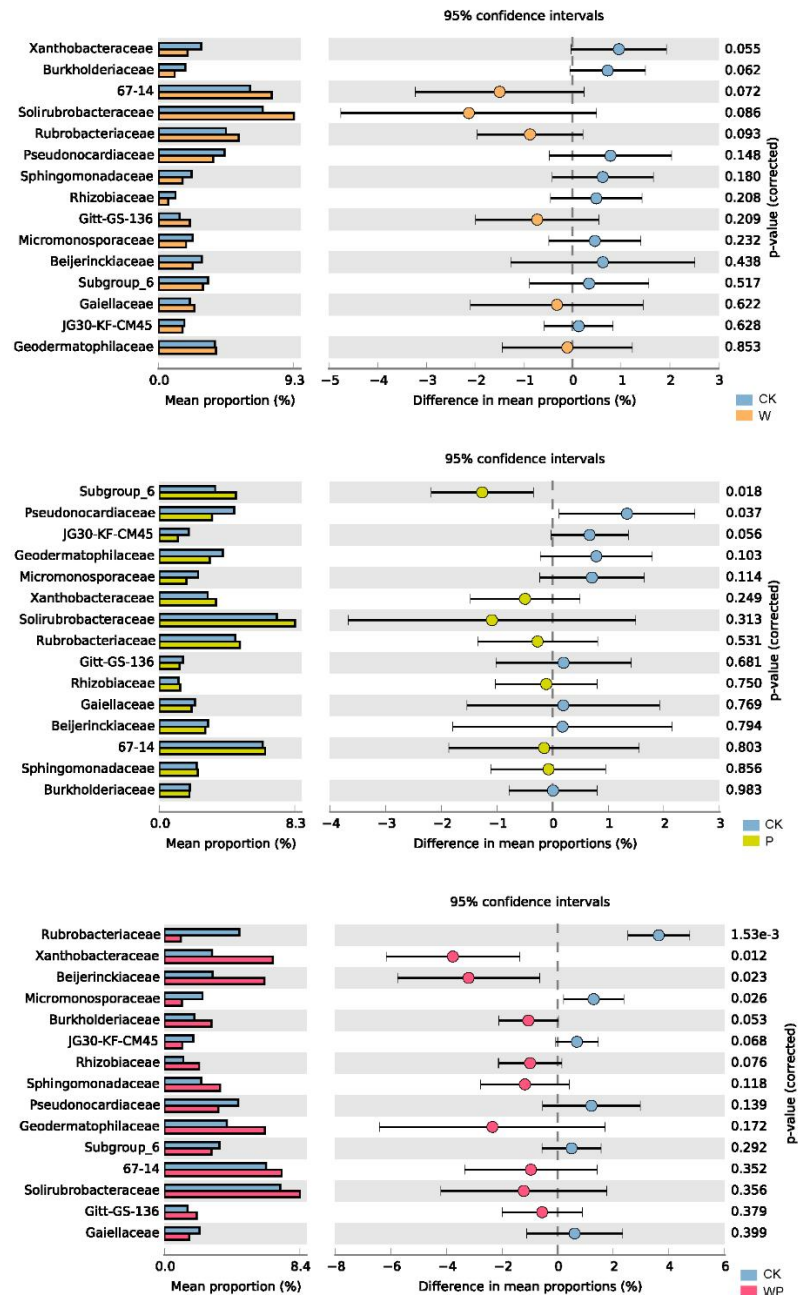 95% confidence intervals
Xanthobacteraceae 0.055
Burkholderiaceae 0.062
67-14 0.072
Solirubrobacteraceae 0.086
Rubrobacteriaceae 0.093
Pseudonocardiaceae 0.148
Sphingomonadaceae 0.180
Rhizobiaceae 0.208
Gitt-GS-136 0.209
Micromonosporaceae 0.232
Beijerinckiaceae 0.438
Subgroup_6 0.517
Gaiellaceae 0.622
JG30-KF-CM45 0.628
Geodermatophilaceae 0.853
p-value (corrected)
0.0 9.3 −5 −4 −3 −2 −1 0 1 2 3
Mean proportion (%) Difference in mean proportions (%)
CK
W
95% confidence intervals
Subgroup_6 0.018
Pseudonocardiaceae 0.037
JG30-KF-CM45 0.056
Geodermatophilaceae 0.103
Micromonosporaceae 0.114
Xanthobacteraceae 0.249
Solirubrobacteraceae 0.313
Rubrobacteriaceae 0.531
Gitt-GS-136 0.681
Rhizobiaceae 0.750
Gaiellaceae 0.769
Beijerinckiaceae 0.794
67-14 0.803
Sphingomonadaceae 0.856
Burkholderiaceae 0.983
p-value (corrected)
0.0 8.3 −4 −3 −2 −1 0 1 2 3
Mean proportion (%) Difference in mean proportions (%)
CK
P
95% confidence intervals
Rubrobacteriaceae 1.53e-3
Xanthobacteraceae 0.012
Beijerinckiaceae 0.023
Micromonosporaceae 0.026
Burkholderiaceae 0.053
JG30-KF-CM45 0.068
Rhizobiaceae 0.076
Sphingomonadaceae 0.118
Pseudonocardiaceae 0.139
Geodermatophilaceae 0.172
Subgroup_6 0.292
67-14 0.352
Solirubrobacteraceae 0.356
Gitt-GS-136 0.379
Gaiellaceae 0.399
p-value (corrected)
0.0 8.4 −8 −6 −4 −2 0 2 4 6
Mean proportion (%) Difference in mean proportions (%)
CK
WP